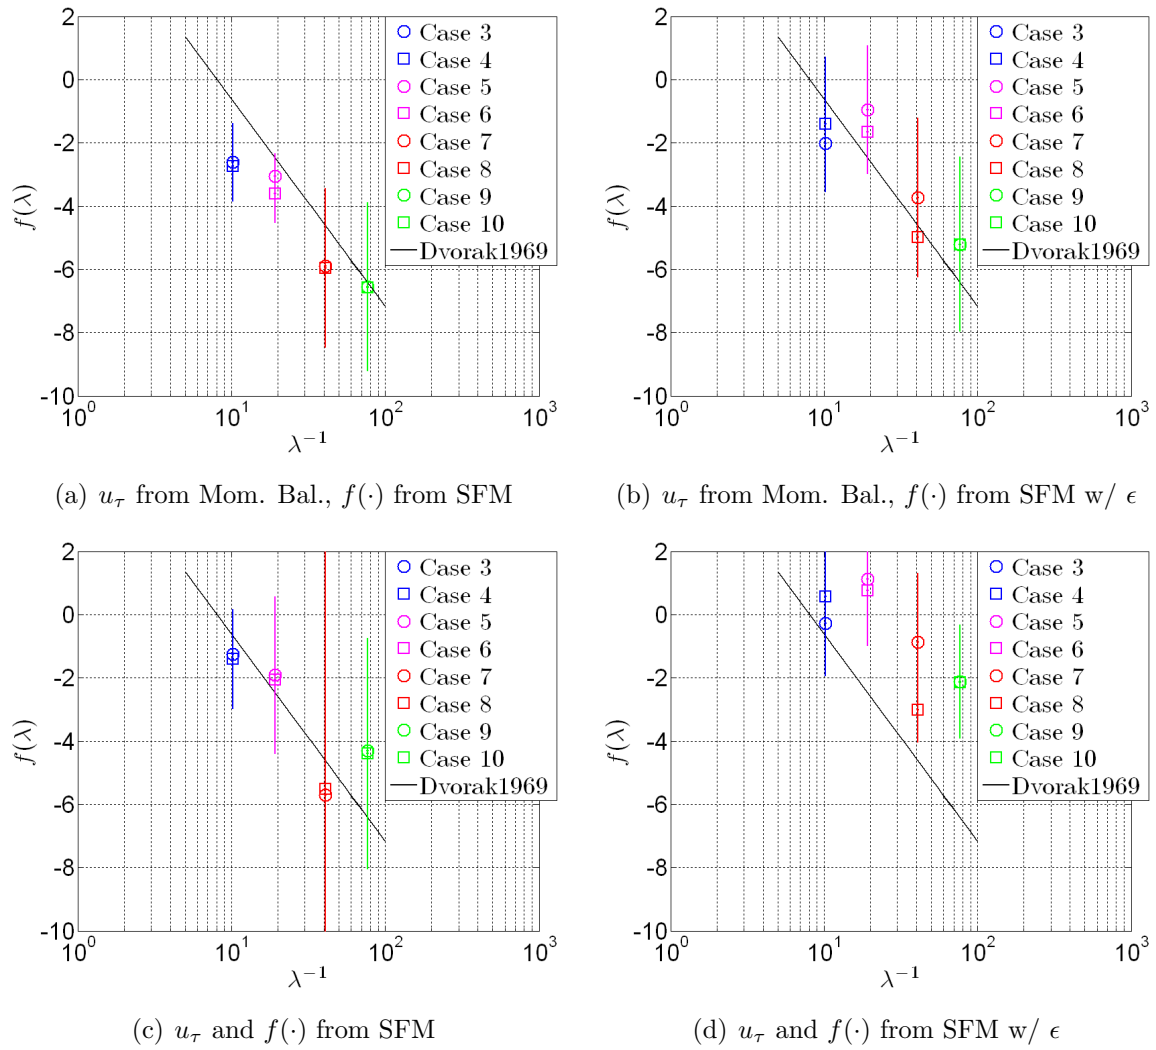 2
0
-2
-4
-6
-8
-10
f(λ)
10^0 10^1 10^2 10^3
λ^{-1}
Case 3
Case 4
Case 5
Case 6
Case 7
Case 8
Case 9
Case 10
Dvorak1969
(a) u_τ from Mom. Bal., f(·) from SFM
2
0
-2
-4
-6
-8
-10
f(λ)
10^0 10^1 10^2 10^3
λ^{-1}
Case 3
Case 4
Case 5
Case 6
Case 7
Case 8
Case 9
Case 10
Dvorak1969
(b) u_τ from Mom. Bal., f(·) from SFM w/ ϵ
2
0
-2
-4
-6
-8
-10
f(λ)
10^0 10^1 10^2 10^3
λ^{-1}
Case 3
Case 4
Case 5
Case 6
Case 7
Case 8
Case 9
Case 10
Dvorak1969
(c) u_τ and f(·) from SFM
2
0
-2
-4
-6
-8
-10
f(λ)
10^0 10^1 10^2 10^3
λ^{-1}
Case 3
Case 4
Case 5
Case 6
Case 7
Case 8
Case 9
Case 10
Dvorak1969
(d) u_τ and f(·) from SFM w/ ϵ